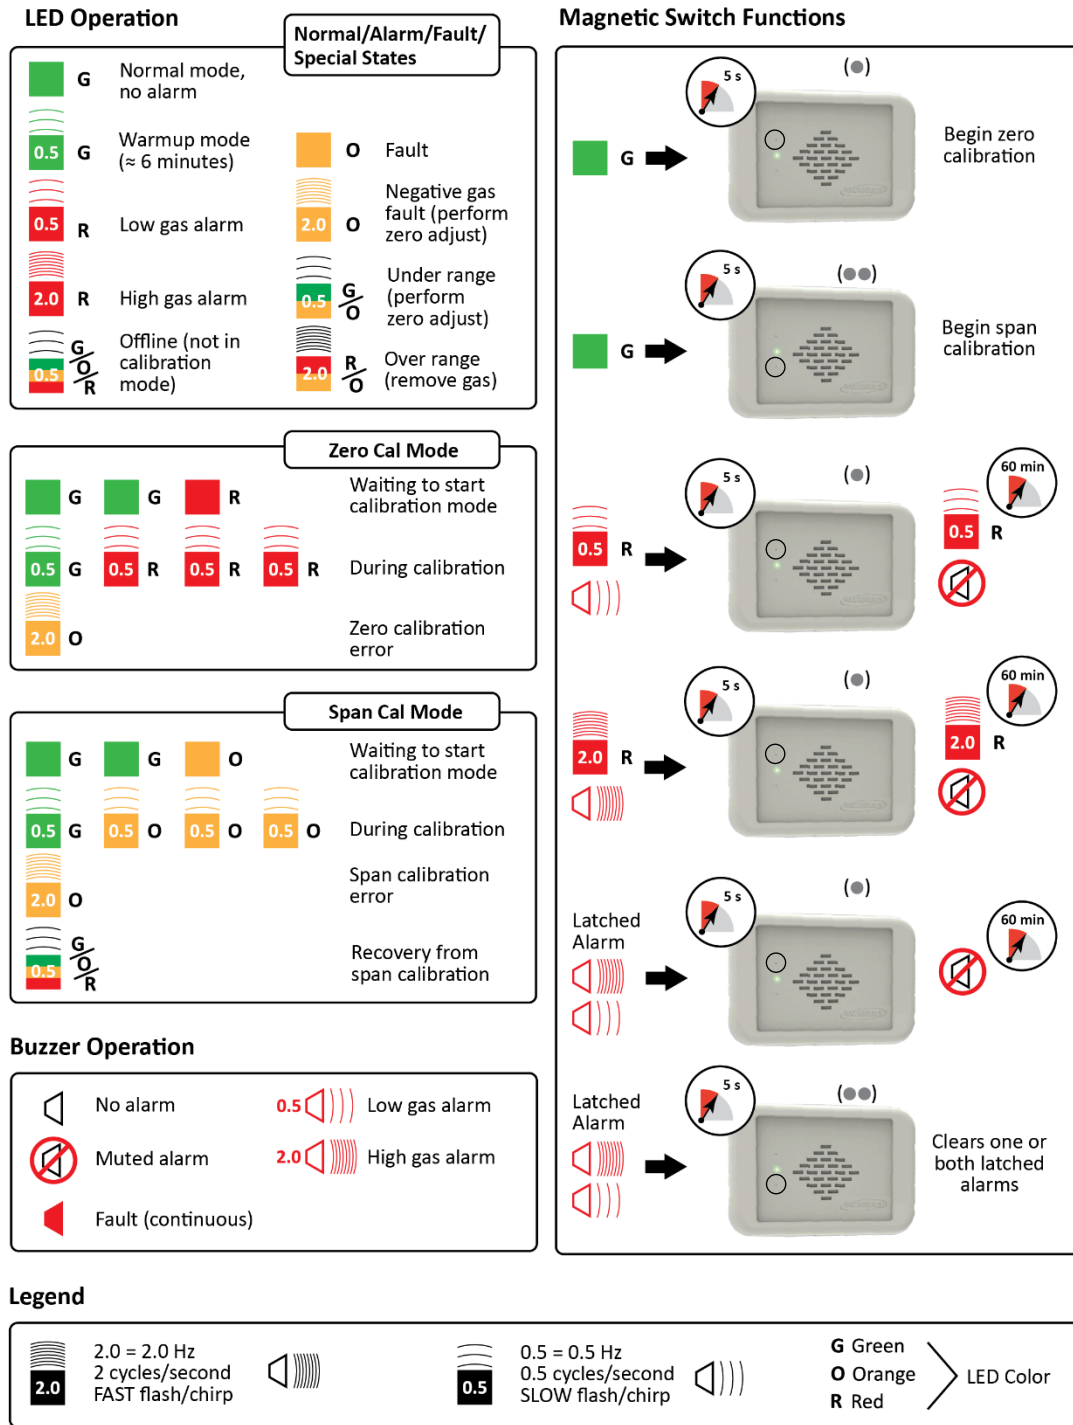 LED Operation
Normal/Alarm/Fault/
Special States
G
Normal mode,
no alarm
0.5
G
Warmup mode
(≈ 6 minutes)
0.5
R
Low gas alarm
2.0
R
High gas alarm
0.5
G/O/R
Offline (not in
calibration
mode)
O
Fault
2.0
O
Negative gas
fault (perform
zero adjust)
0.5
G/O
Under range
(perform
zero adjust)
2.0
R/O
Over range
(remove gas)
Zero Cal Mode
G G R
Waiting to start
calibration mode
0.5 G 0.5 R 0.5 R 0.5 R
During calibration
2.0 O
Zero calibration
error
Span Cal Mode
G G O
Waiting to start
calibration mode
0.5 G 0.5 O 0.5 O 0.5 O
During calibration
2.0 O
Span calibration
error
0.5
G/O/R
Recovery from
span calibration
Buzzer Operation
No alarm
Muted alarm
Fault (continuous)
0.5
Low gas alarm
2.0
High gas alarm
Magnetic Switch Functions
G
5 s
Begin zero
calibration
G
5 s
Begin span
calibration
0.5 R
5 s
60 min
0.5 R
2.0 R
5 s
60 min
2.0 R
Latched
Alarm
5 s
60 min
Latched
Alarm
5 s
Clears one or
both latched
alarms
Legend
2.0
2.0 = 2.0 Hz
2 cycles/second
FAST flash/chirp
0.5
0.5 = 0.5 Hz
0.5 cycles/second
SLOW flash/chirp
G Green
O Orange
R Red
LED Color